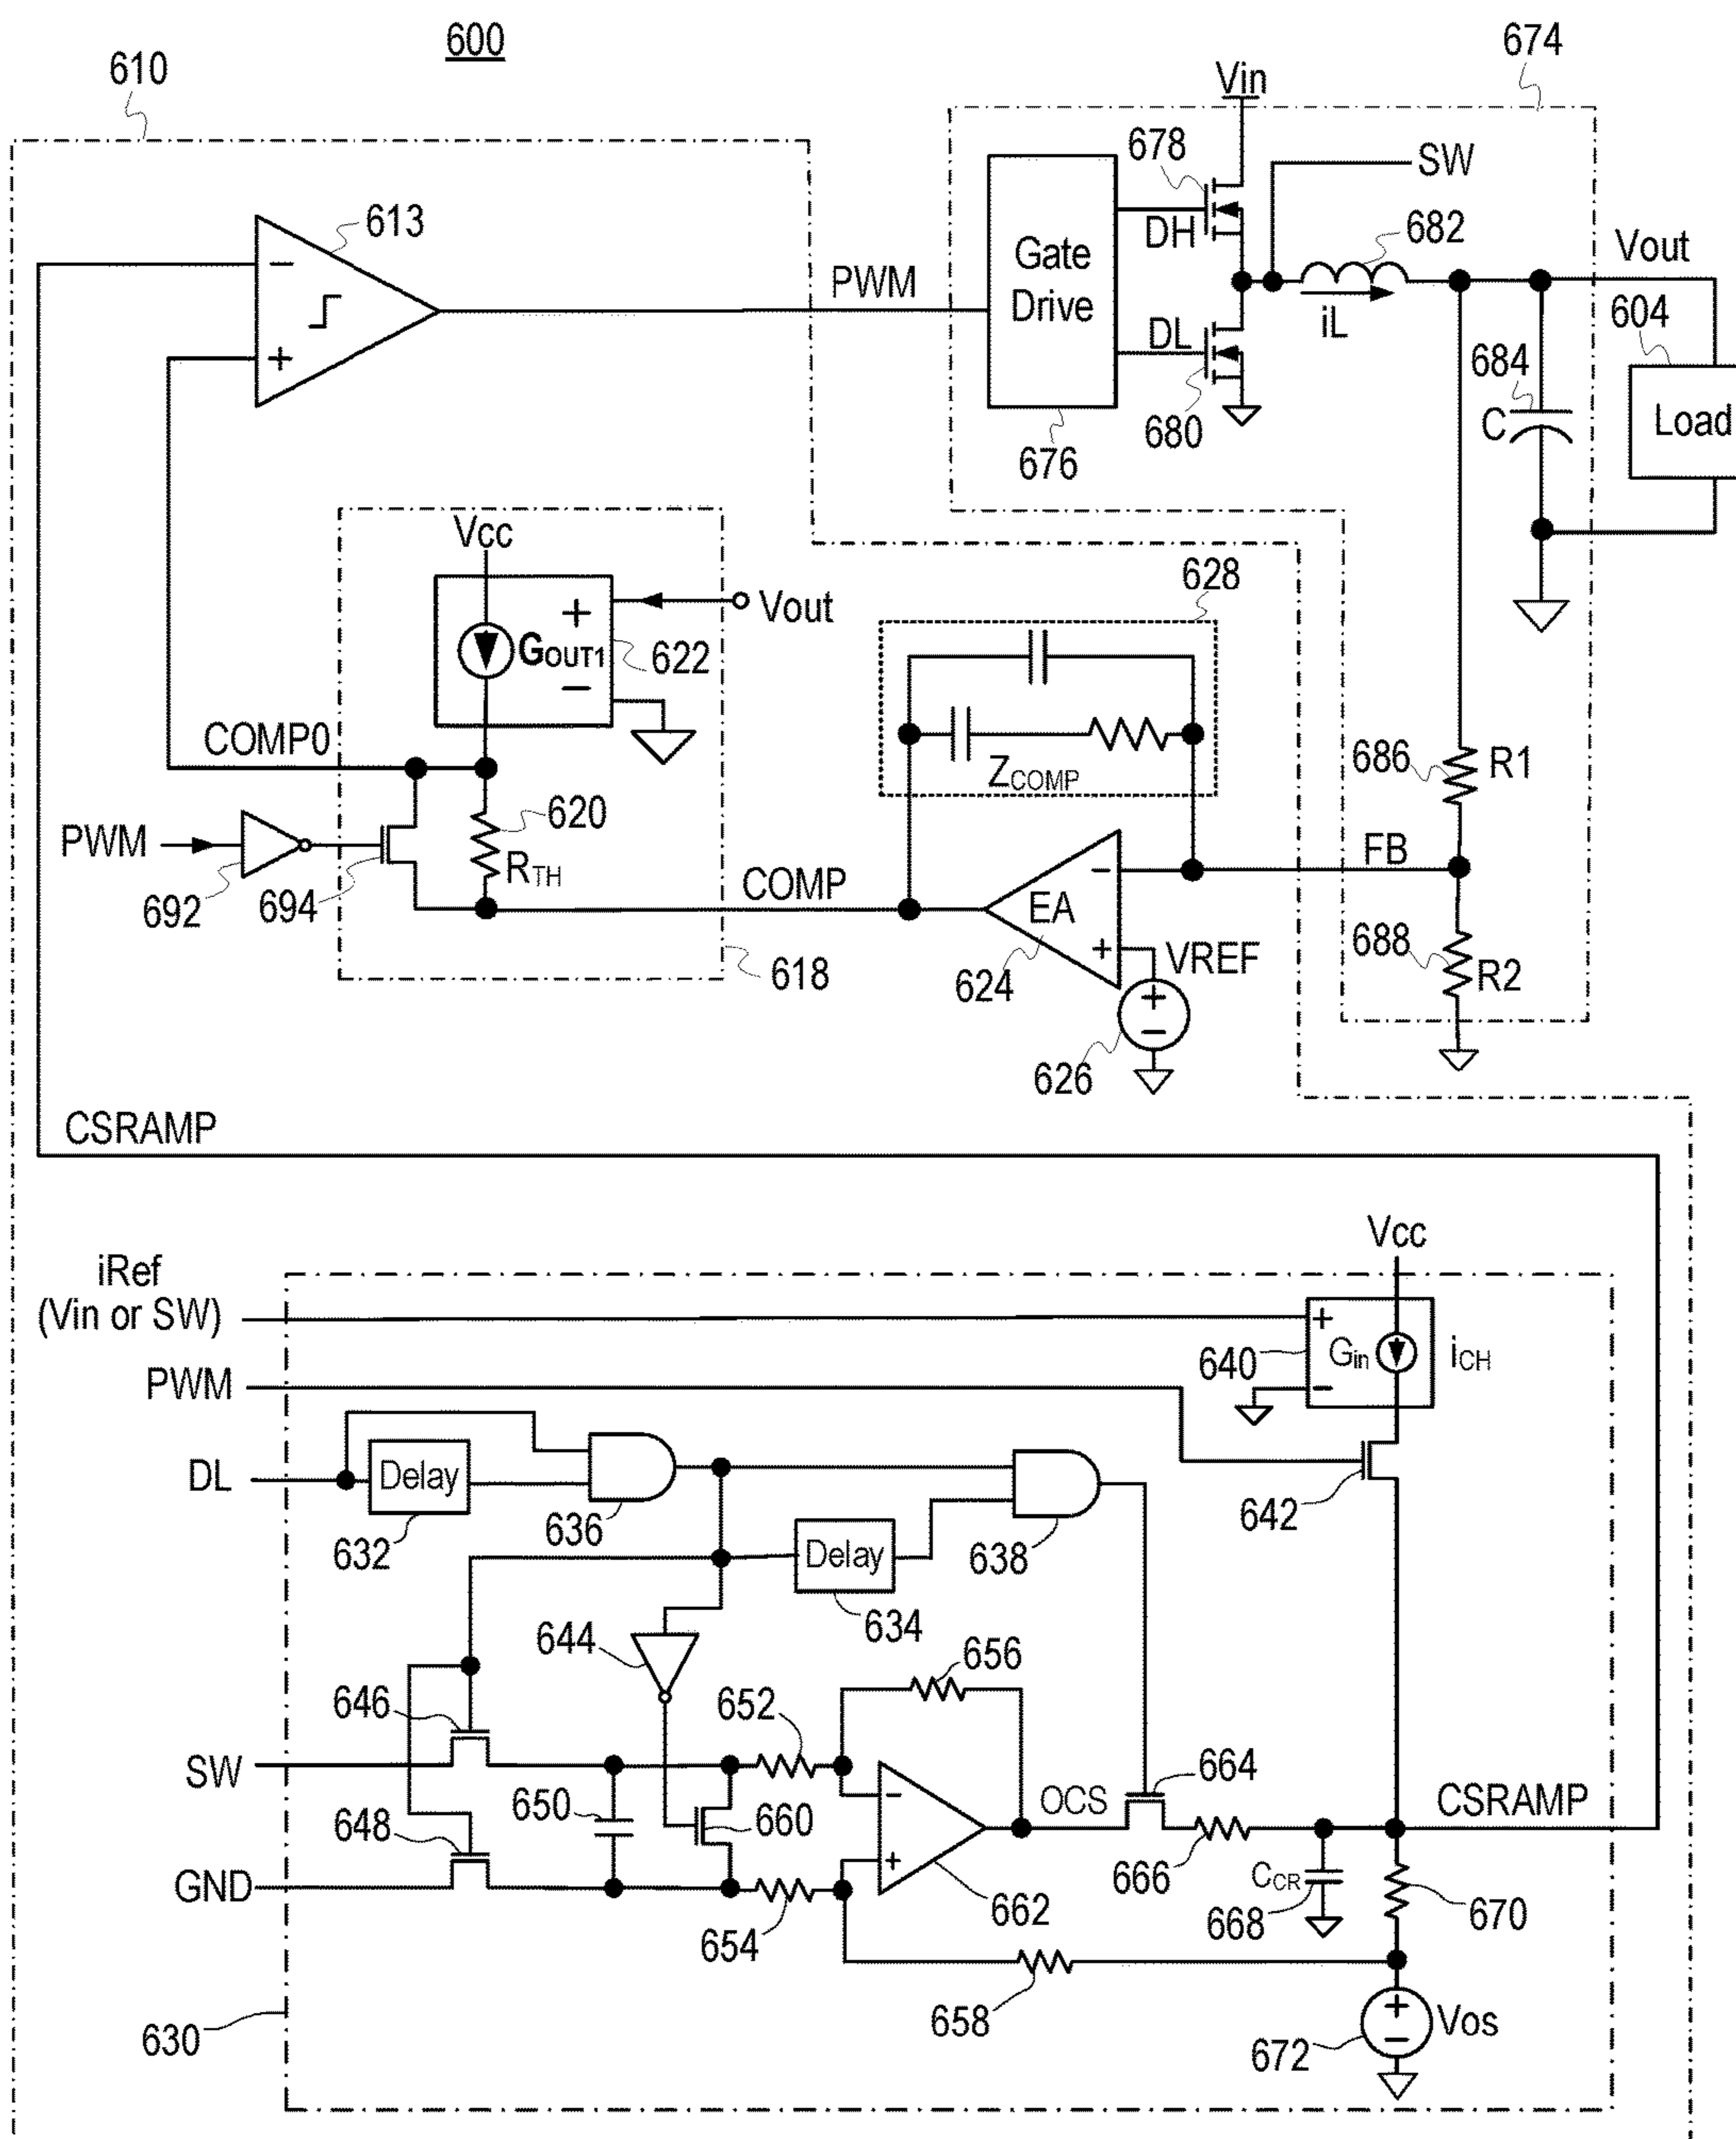 600
610
674
Vin
678
SW
613
−
+
PWM
Gate
Drive
DH
682
Vout
iL
604
DL
684
C
Load
680
676
Vcc
+
Vout
GOUT1
−
622
628
COMP0
ZCOMP
686
R1
PWM
620
RTH
692
694
COMP
FB
−
EA
+
VREF
624
688
R2
618
+
−
626
CSRAMP
Vcc
iRef
(Vin or SW)
+
640
Gin
iCH
−
PWM
DL
Delay
632
636
638
642
Delay
634
644
656
646
652
SW
−
664
650
OCS
CSRAMP
648
660
GND
+
666
CCR
654
662
668
670
658
630
672
+
−
Vos